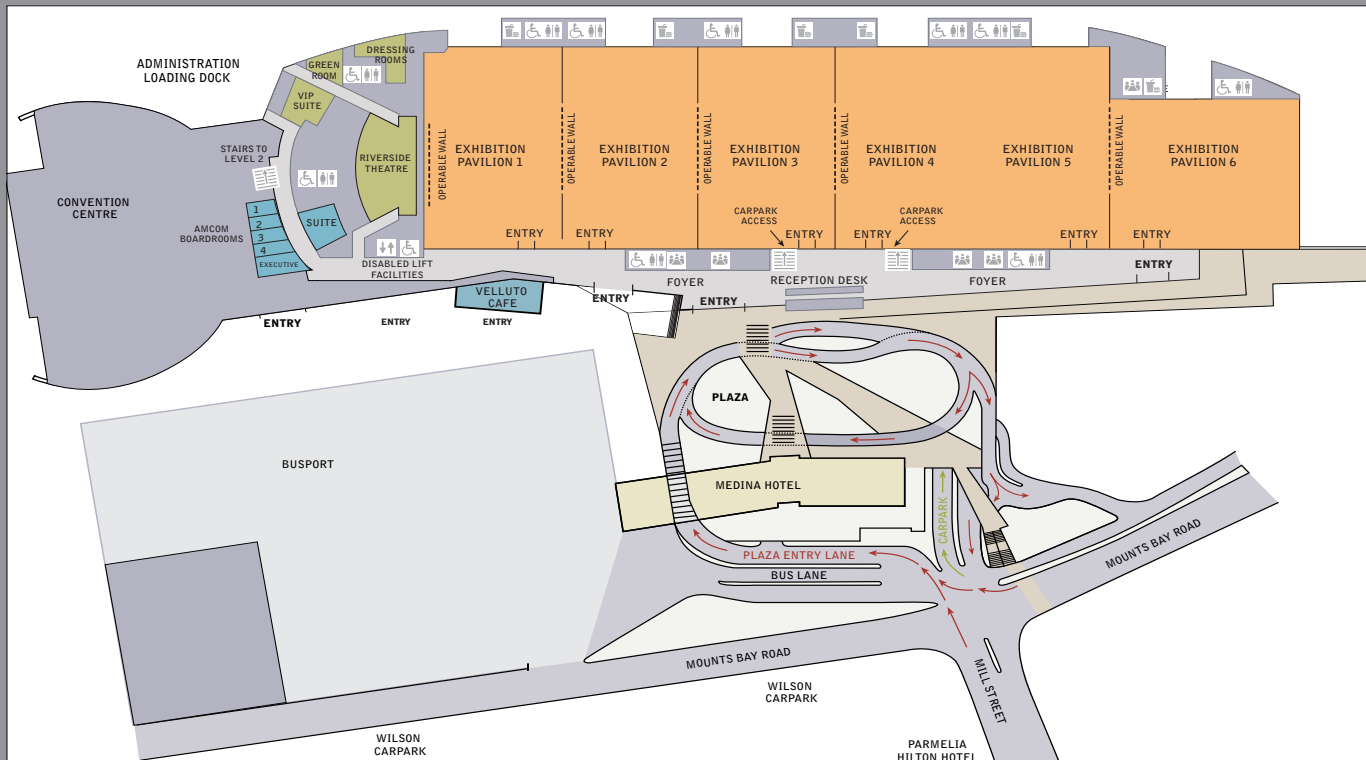 ADMINISTRATION
LOADING DOCK
DRESSING
ROOMS
GREEN
ROOM
VIP
SUITE
STAIRS TO
LEVEL 2
RIVERSIDE
THEATRE
CONVENTION
CENTRE
AMCOM
BOARDROOMS
1
2
3
4
EXECUTIVE
SUITE
DISABLED LIFT
FACILITIES
OPERABLE WALL
EXHIBITION
PAVILION 1
OPERABLE WALL
EXHIBITION
PAVILION 2
OPERABLE WALL
EXHIBITION
PAVILION 3
OPERABLE WALL
EXHIBITION
PAVILION 4
EXHIBITION
PAVILION 5
OPERABLE WALL
EXHIBITION
PAVILION 6
CARPARK
ACCESS
CARPARK
ACCESS
ENTRY
ENTRY
ENTRY
ENTRY
ENTRY
ENTRY
ENTRY
FOYER
RECEPTION DESK
FOYER
VELLUTO
CAFE
ENTRY
ENTRY
ENTRY
ENTRY
ENTRY
PLAZA
BUSPORT
MEDINA HOTEL
CARPARK
PLAZA ENTRY LANE
BUS LANE
MOUNTS BAY ROAD
MOUNTS BAY ROAD
MILL STREET
WILSON
CARPARK
WILSON
CARPARK
PARMELIA
HILTON HOTEL